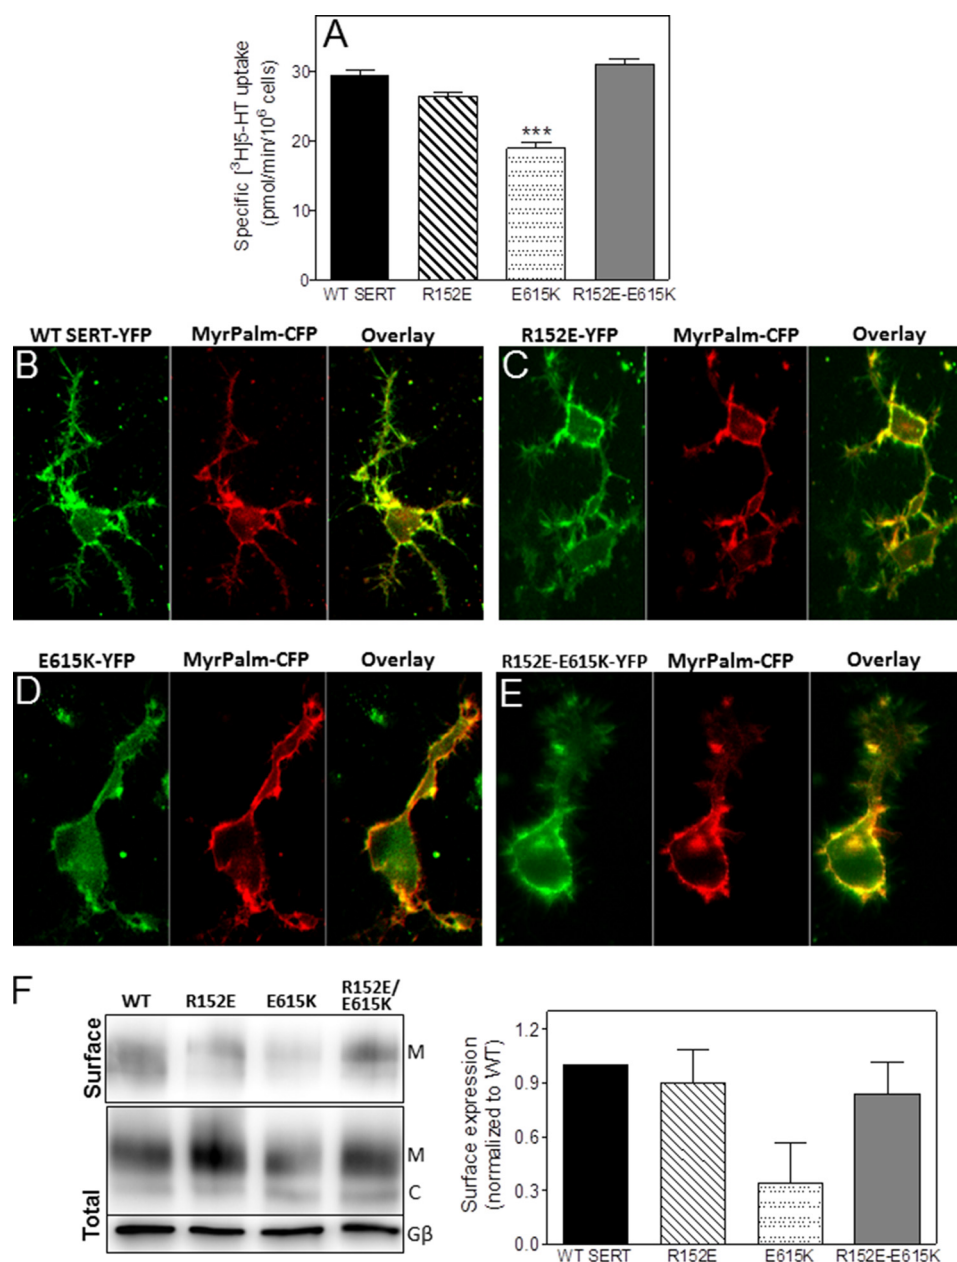 A
Specific [³H]5-HT uptake
(pmol/min/10⁶ cells)
30
20
10
0
***
WT SERT R152E E615K R152E-E615K
WT SERT-YFP MyrPalm-CFP Overlay
B
R152E-YFP MyrPalm-CFP Overlay
C
E615K-YFP MyrPalm-CFP Overlay
D
R152E-E615K-YFP MyrPalm-CFP Overlay
E
F
WT R152E E615K R152E/
E615K
Surface
M
Total
M
C
Gβ
Surface expression
(normalized to WT)
1.2
0.9
0.6
0.3
0.0
WT SERT R152E E615K R152E-E615K